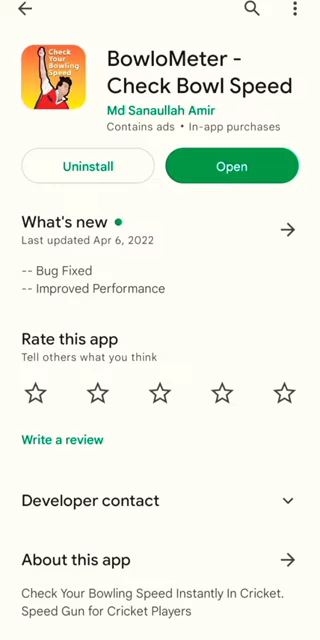 Check
Your
Bowling
Speed
BowloMeter -
Check Bowl Speed
Md Sanaullah Amir
Contains ads • In-app purchases
Uninstall
Open
What's new
Last updated Apr 6, 2022
-- Bug Fixed
-- Improved Performance
Rate this app
Tell others what you think
Write a review
Developer contact
About this app
Check Your Bowling Speed Instantly In Cricket.
Speed Gun for Cricket Players